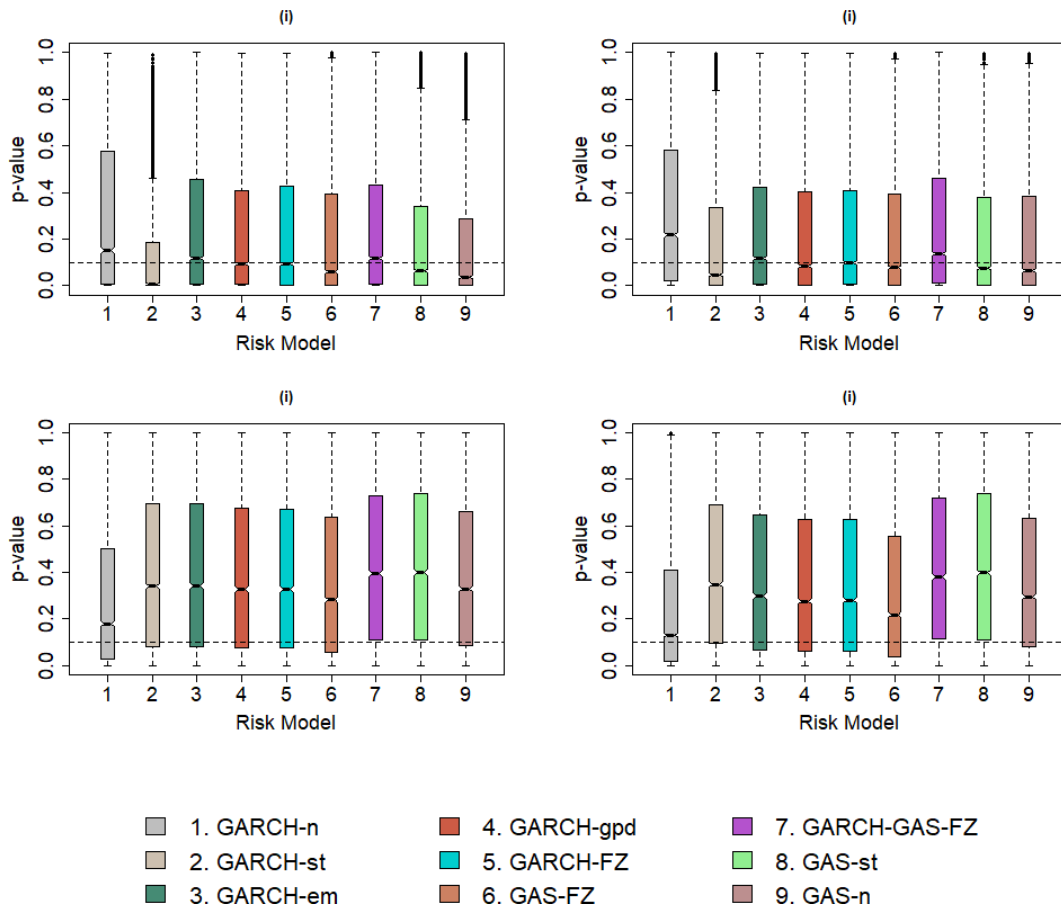 (i)
p-value
0.0 0.2 0.4 0.6 0.8 1.0
1 2 3 4 5 6 7 8 9
Risk Model
(i)
p-value
0.0 0.2 0.4 0.6 0.8 1.0
1 2 3 4 5 6 7 8 9
Risk Model
(i)
p-value
0.0 0.2 0.4 0.6 0.8 1.0
1 2 3 4 5 6 7 8 9
Risk Model
(i)
p-value
0.0 0.2 0.4 0.6 0.8 1.0
1 2 3 4 5 6 7 8 9
Risk Model
1. GARCH-n
2. GARCH-st
3. GARCH-em
4. GARCH-gpd
5. GARCH-FZ
6. GAS-FZ
7. GARCH-GAS-FZ
8. GAS-st
9. GAS-n